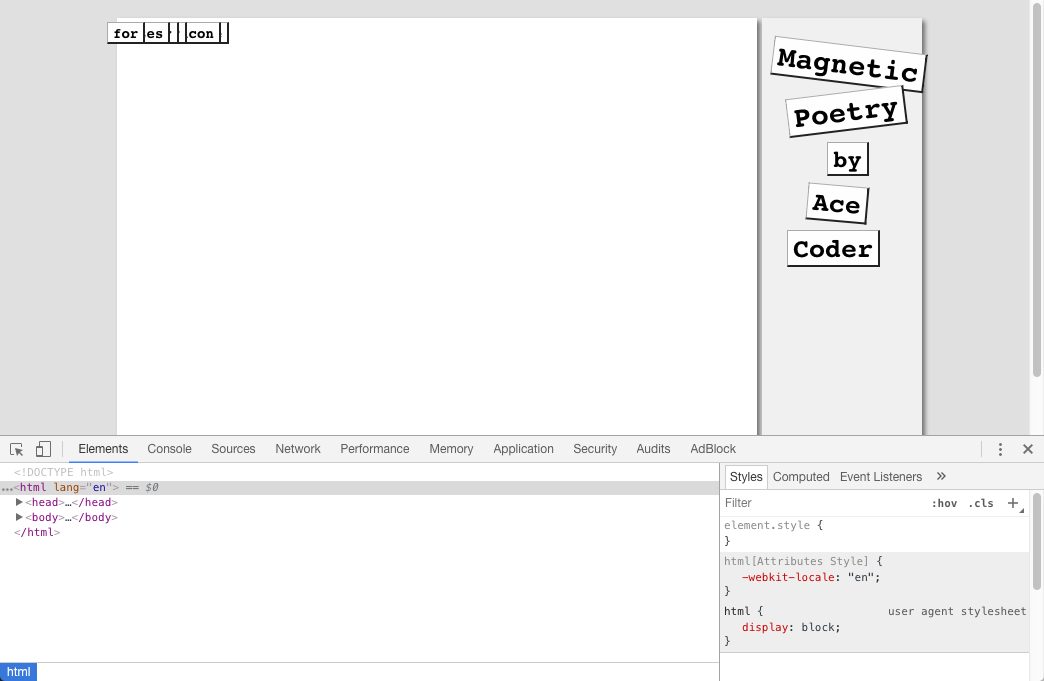 for es con
Magnetic
Poetry
by
Ace
Coder
Elements Console Sources Network Performance Memory Application Security Audits AdBlock
<!DOCTYPE html>
…<html lang="en"> == $0
<head>…</head>
<body>…</body>
</html>
html
Styles Computed Event Listeners
Filter :hov .cls +
element.style {
}
html[Attributes Style] {
-webkit-locale: "en";
}
html { user agent stylesheet
display: block;
}